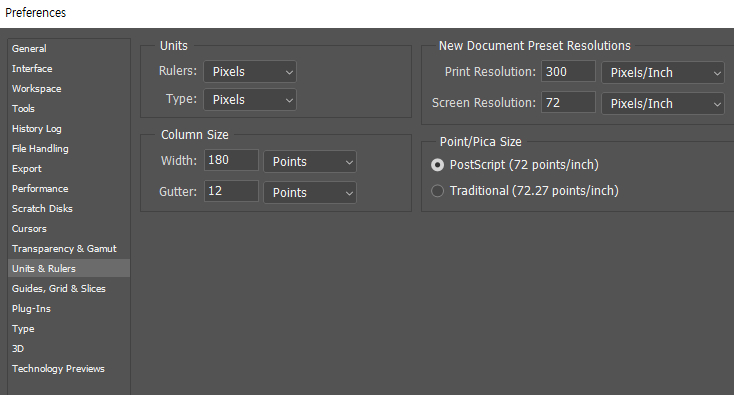 Preferences
General
Interface
Workspace
Tools
History Log
File Handling
Export
Performance
Scratch Disks
Cursors
Transparency & Gamut
Units & Rulers
Guides, Grid & Slices
Plug-Ins
Type
3D
Technology Previews
Units
Rulers: Pixels
Type: Pixels
Column Size
Width: 180 Points
Gutter: 12 Points
New Document Preset Resolutions
Print Resolution: 300 Pixels/Inch
Screen Resolution: 72 Pixels/Inch
Point/Pica Size
PostScript (72 points/inch)
Traditional (72.27 points/inch)